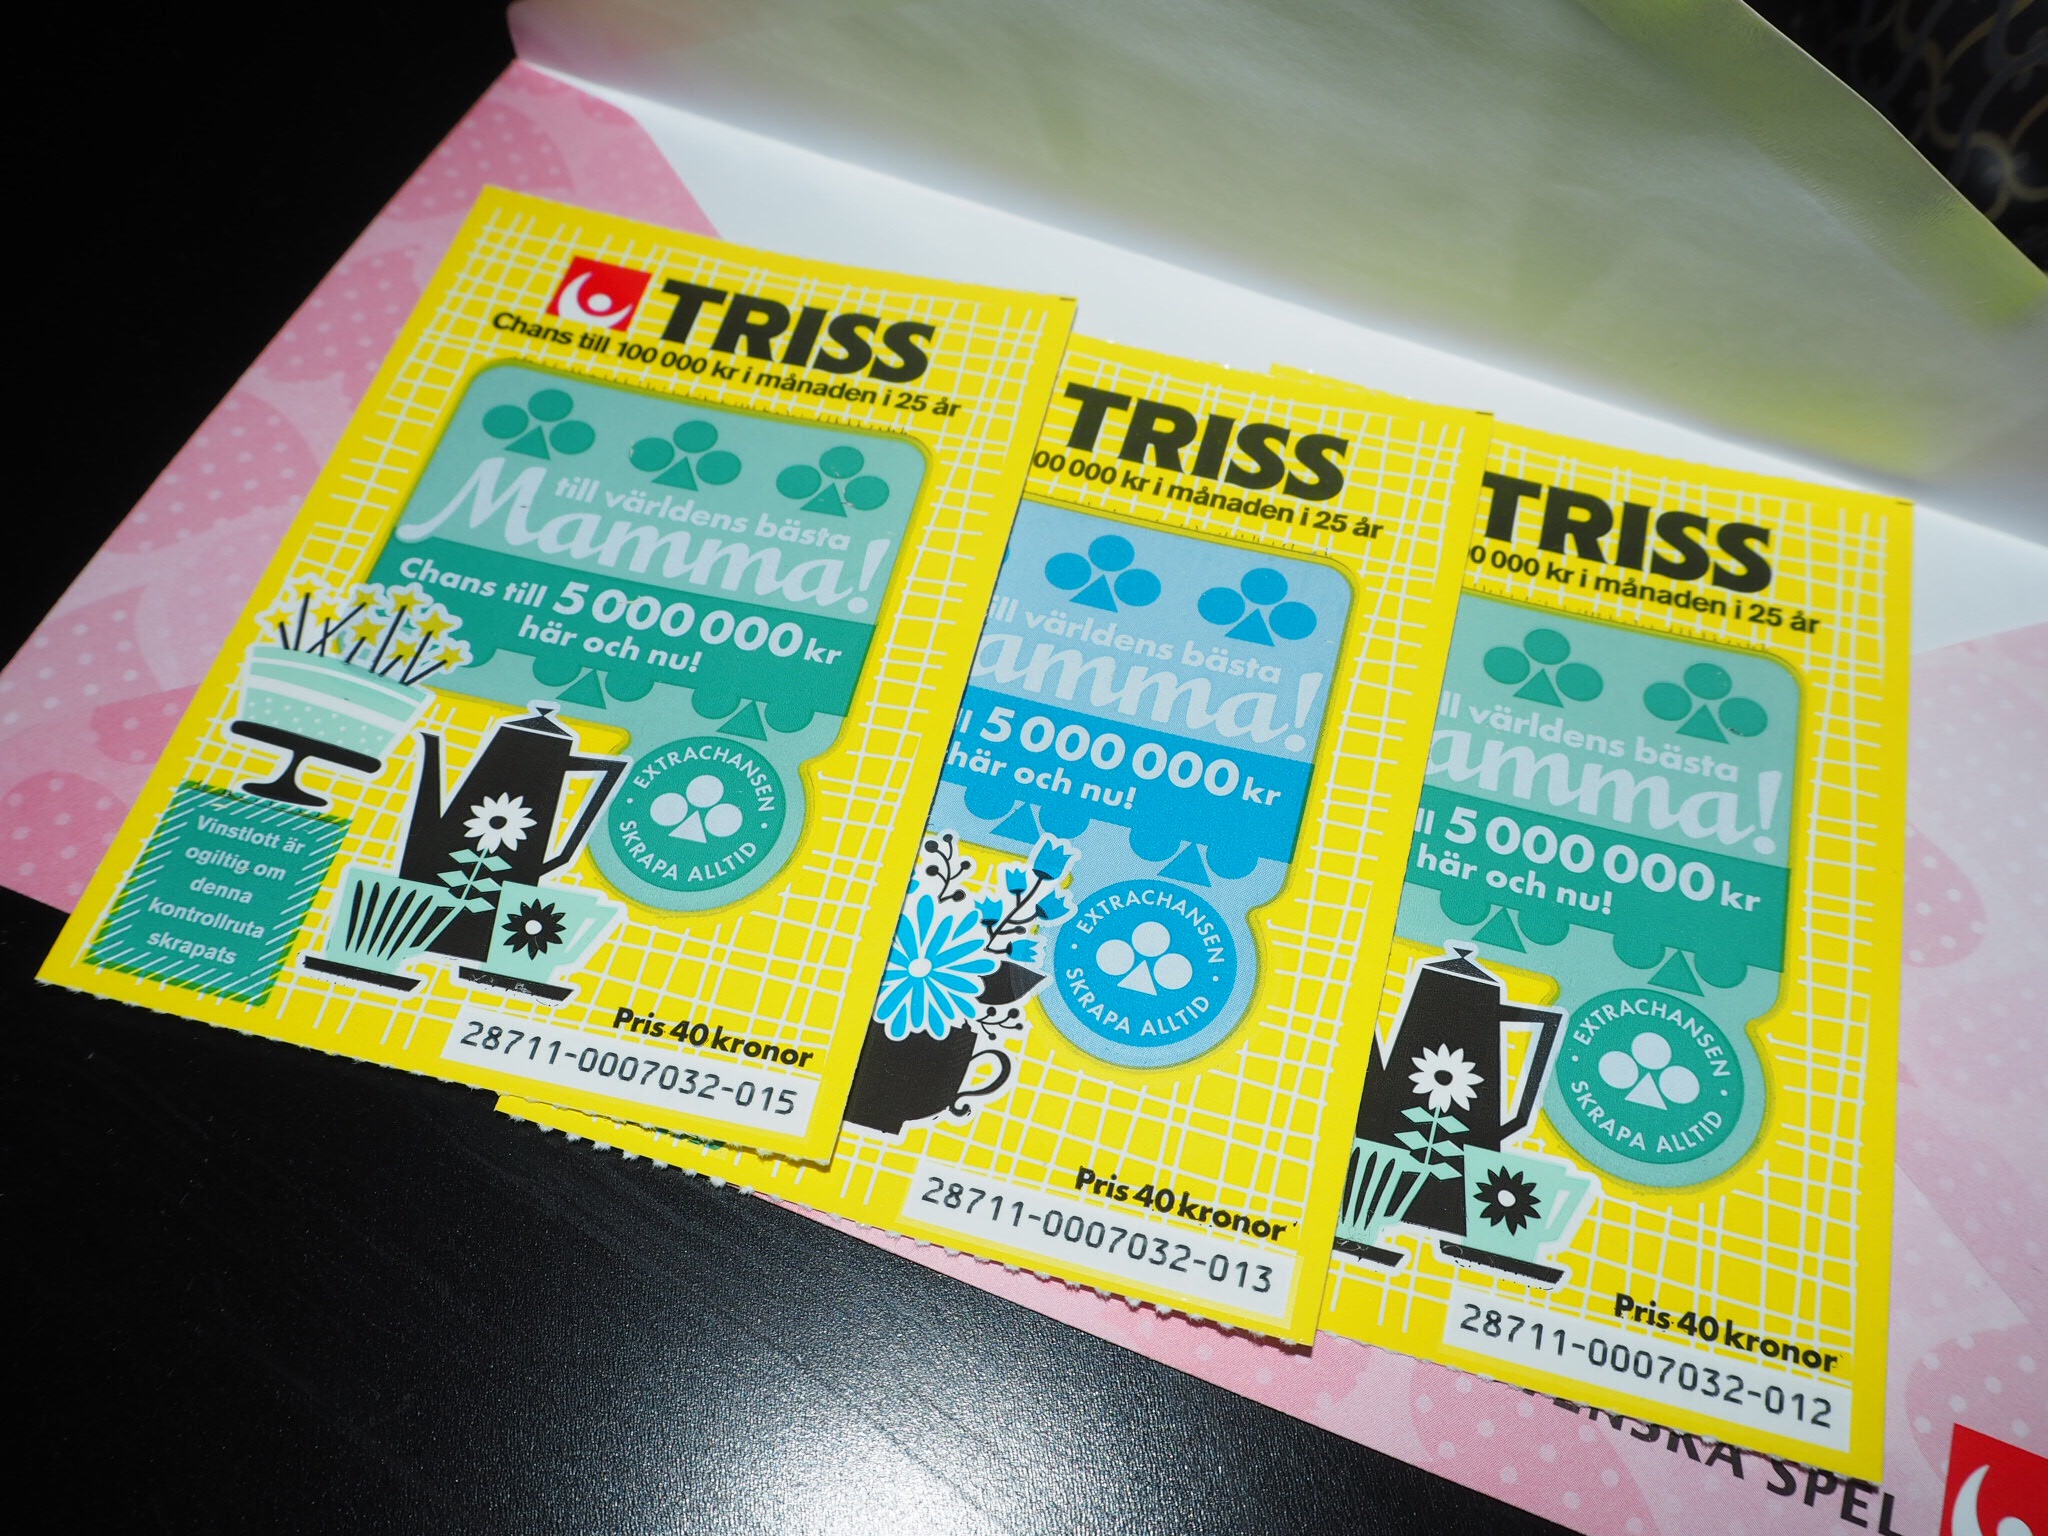 TRISS
Chans till 100 000 kr i månaden i 25 år
till världens bästa
Mamma!
Chans till 5 000 000 kr
här och nu!
EXTRACHANSEN
SKRAPA ALLTID
Vinstlott är
ogiltig om
denna
kontrollruta
skrapats
Pris 40 kronor
28711-0007032-015
TRISS
00 000 kr i månaden i 25 år
ill världens bästa
amma!
ll 5 000 000 kr
här och nu!
EXTRACHANSEN
SKRAPA ALLTID
Pris 40 kronor
28711-0007032-013
TRISS
00 000 kr i månaden i 25 år
ll världens bästa
amma!
ll 5 000 000 kr
här och nu!
EXTRACHANSEN
SKRAPA ALLTID
Pris 40 kronor
28711-0007032-012
ENSKA SPEL